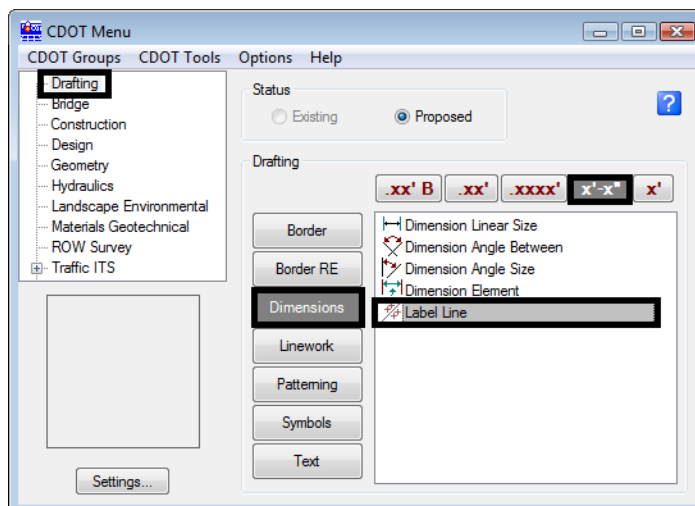 CDOT Menu
CDOT Groups CDOT Tools Options Help
Drafting
Bridge
Construction
Design
Geometry
Hydraulics
Landscape Environmental
Materials Geotechnical
ROW Survey
Traffic ITS
Settings...
Status
Existing Proposed
?
Drafting
.xx' B .xx' .xxxx' x'-x" x'
Border
Border RE
Dimensions
Linework
Patterning
Symbols
Text
Dimension Linear Size
Dimension Angle Between
Dimension Angle Size
Dimension Element
Label Line